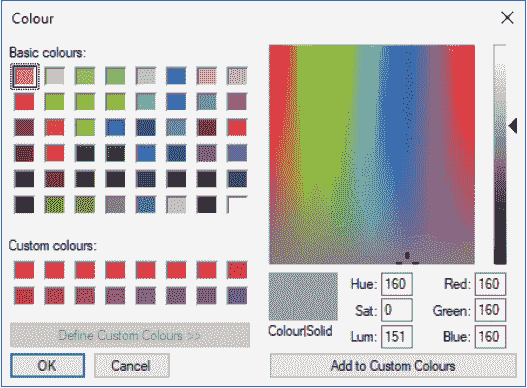 Colour
Basic colours:
Custom colours:
Define Custom Colours >>
OK
Cancel
Hue: 160
Red: 160
Sat: 0
Green: 160
Colour|Solid
Lum: 151
Blue: 160
Add to Custom Colours